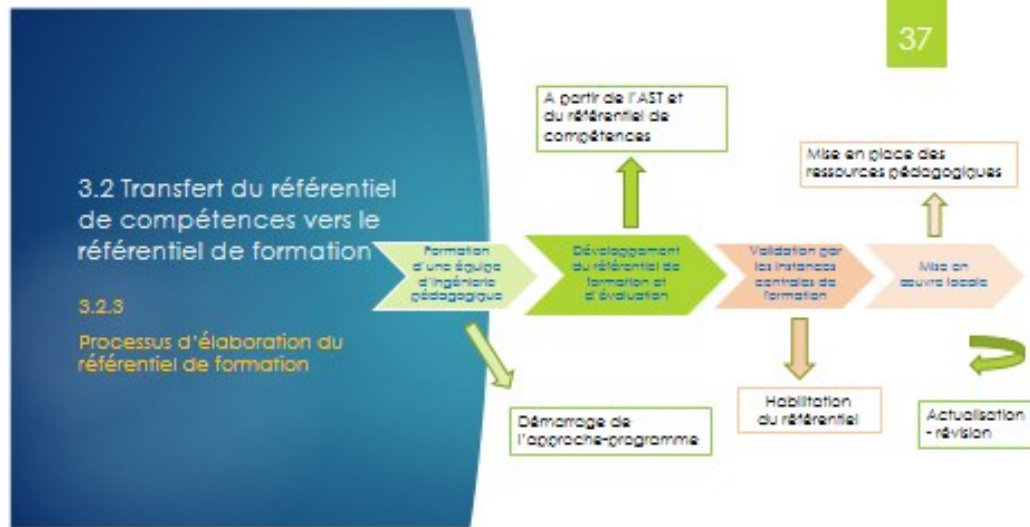 37
3.2 Transfert du référentiel
de compétences vers le
référentiel de formation
3.2.3
Processus d'élaboration du
référentiel de formation
A partir de l'AST et
du référentiel de
compétences
Mise en place des
ressources pédagogiques
Formation
d'une équipe
d'ingénierie
pédagogique
Développement
du référentiel de
formation et
d'évaluation
Validation par
les instances
centrales de
formation
Mise en
œuvre locale
Démarrage de
l'approche-programme
Habilitation
du référentiel
Actualisation
- révision